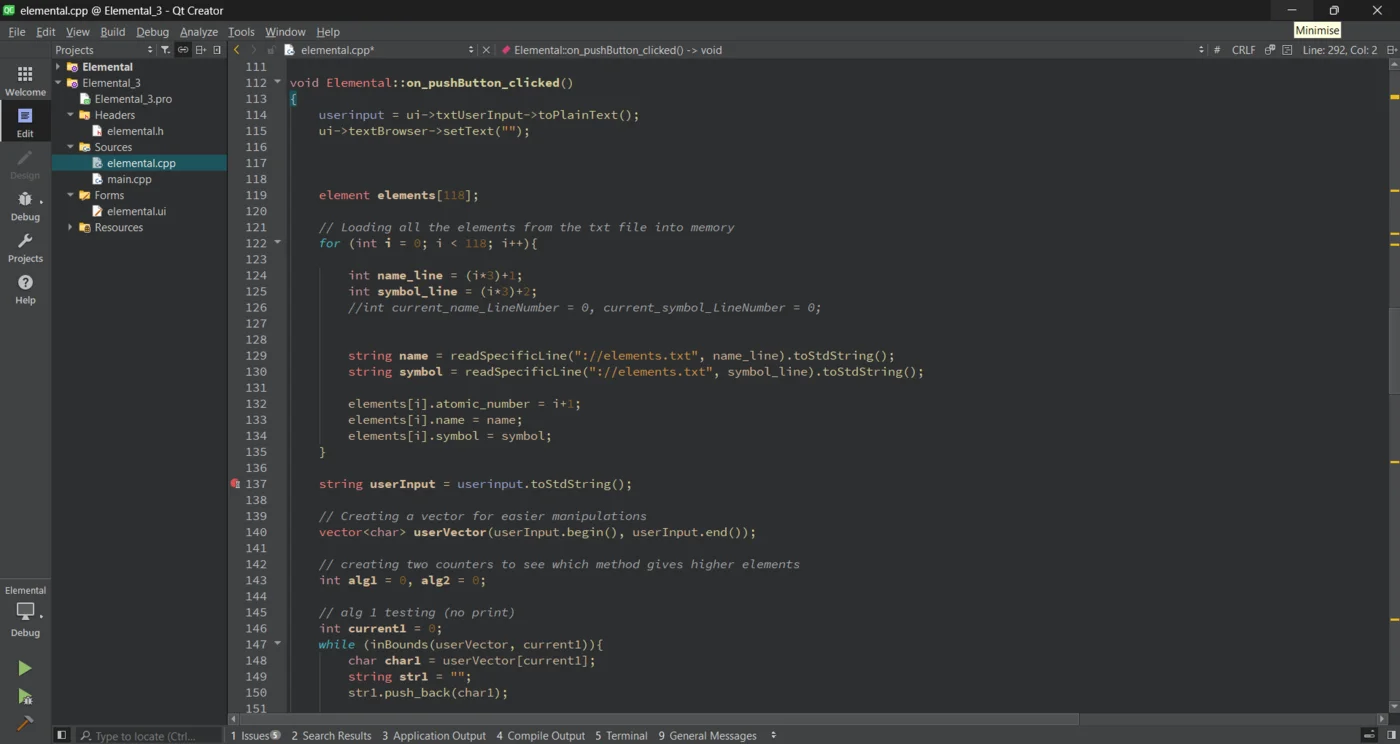 elemental.cpp @ Elemental_3 - Qt Creator
File Edit View Build Debug Analyze Tools Window Help
Minimise
Projects
elemental.cpp*
Elemental::on_pushButton_clicked() -> void
# CRLF Line: 292, Col: 2
Welcome
Edit
Design
Debug
Projects
Help
Elemental
Elemental_3
Elemental_3.pro
Headers
elemental.h
Sources
elemental.cpp
main.cpp
Forms
elemental.ui
Resources
111
112 void Elemental::on_pushButton_clicked()
113 {
114 userinput = ui->txtUserInput->toPlainText();
115 ui->textBrowser->setText("");
116
117
118
119 element elements[118];
120
121 // Loading all the elements from the txt file into memory
122 for (int i = 0; i < 118; i++){
123
124 int name_line = (i*3)+1;
125 int symbol_line = (i*3)+2;
126 //int current_name_LineNumber = 0, current_symbol_LineNumber = 0;
127
128
129 string name = readSpecificLine("://elements.txt", name_line).toStdString();
130 string symbol = readSpecificLine("://elements.txt", symbol_line).toStdString();
131
132 elements[i].atomic_number = i+1;
133 elements[i].name = name;
134 elements[i].symbol = symbol;
135 }
136
137 string userInput = userinput.toStdString();
138
139 // Creating a vector for easier manipulations
140 vector<char> userVector(userInput.begin(), userInput.end());
141
142 // creating two counters to see which method gives higher elements
143 int alg1 = 0, alg2 = 0;
144
145 // alg 1 testing (no print)
146 int current1 = 0;
147 while (inBounds(userVector, current1)){
148 char char1 = userVector[current1];
149 string str1 = "";
150 str1.push_back(char1);
151
Elemental
Debug
Type to locate (Ctrl...
1 Issues 5 2 Search Results 3 Application Output 4 Compile Output 5 Terminal 9 General Messages